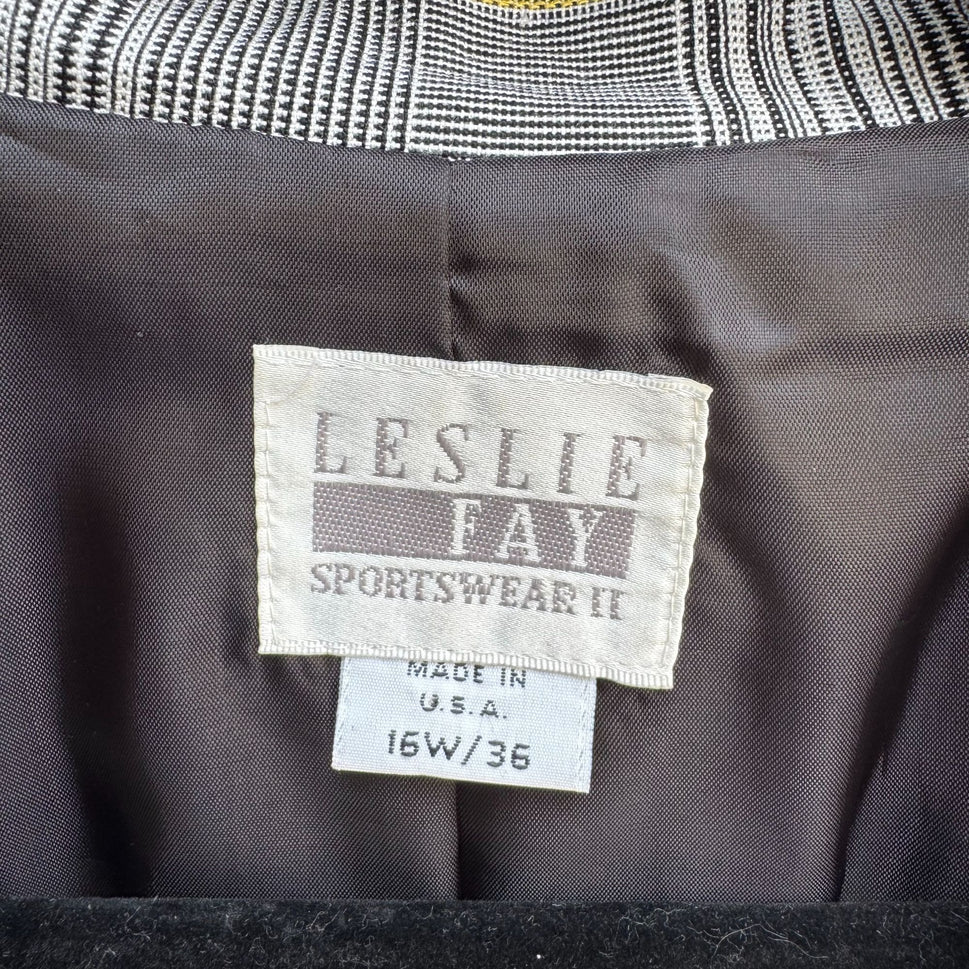 LESLIE
FAY
SPORTSWEAR II
MADE IN
U.S.A.
16W/36